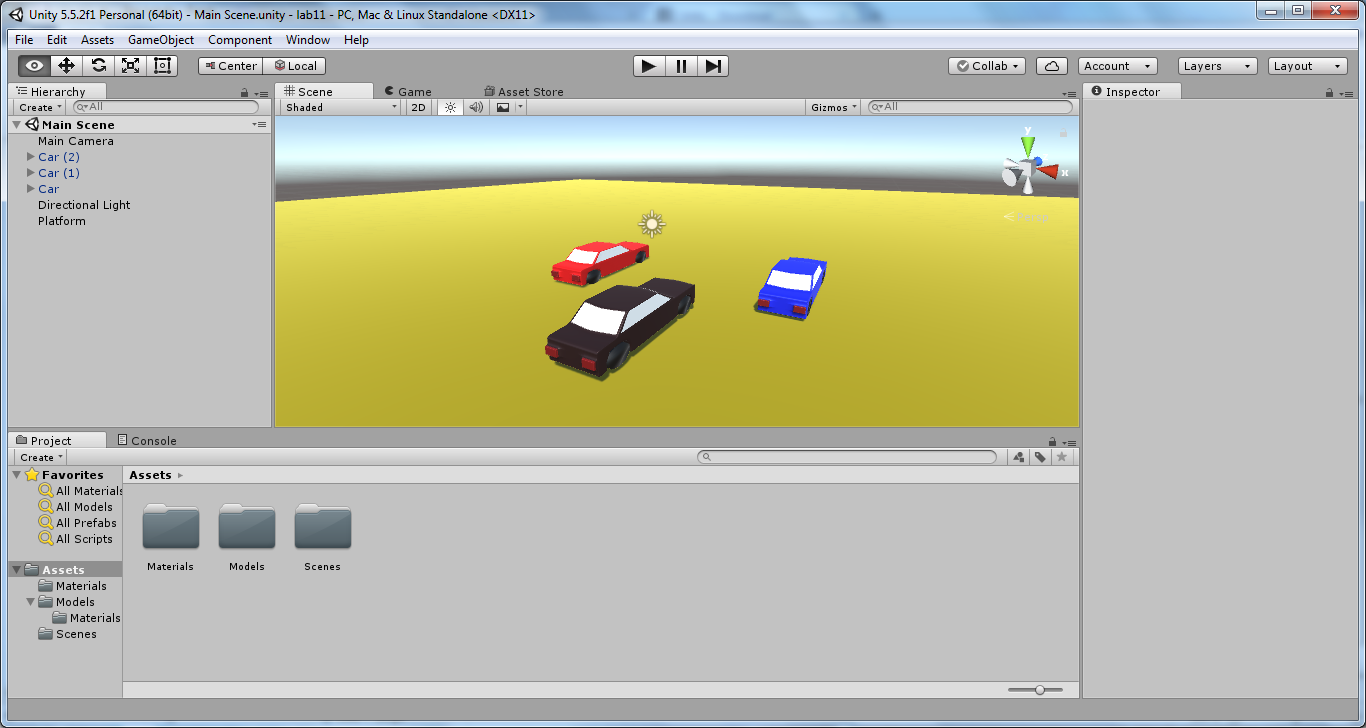 Unity 5.5.2f1 Personal (64bit) - Main Scene.unity - lab11 - PC, Mac & Linux Standalone <DX11>
File Edit Assets GameObject Component Window Help
Center Local Collab Account Layers Layout
Hierarchy
Create All
Main Scene
Main Camera
Car (2)
Car (1)
Car
Directional Light
Platform
Scene Game Asset Store
Shaded 2D Gizmos All
y
x
Persp
Inspector
Project Console
Create
Favorites
All Materials
All Models
All Prefabs
All Scripts
Assets
Materials
Models
Materials
Scenes
Assets
Materials Models Scenes